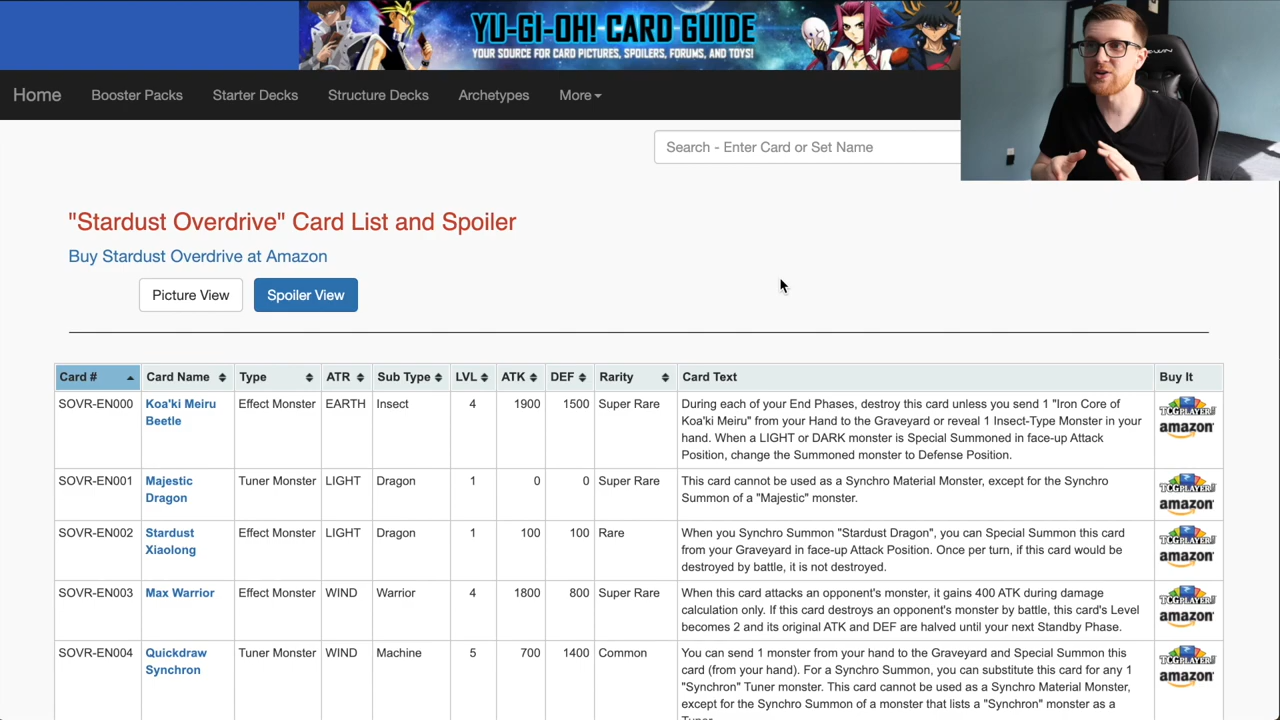 YU-GI-OH! CARD GUIDE
YOUR SOURCE FOR CARD PICTURES, SPOILERS, FORUMS, AND TOYS!
Home Booster Packs Starter Decks Structure Decks Archetypes More
Search - Enter Card or Set Name
"Stardust Overdrive" Card List and Spoiler
Buy Stardust Overdrive at Amazon
Picture View Spoiler View
Card # Card Name Type ATR Sub Type LVL ATK DEF Rarity Card Text Buy It
SOVR-EN000 Koa'ki Meiru Effect Monster EARTH Insect 4 1900 1500 Super Rare During each of your End Phases, destroy this card unless you send 1 "Iron Core of TCGPLAYER
Beetle Koa'ki Meiru" from your Hand to the Graveyard or reveal 1 Insect-Type Monster in your amazon
hand. When a LIGHT or DARK monster is Special Summoned in face-up Attack
Position, change the Summoned monster to Defense Position.
SOVR-EN001 Majestic Tuner Monster LIGHT Dragon 1 0 0 Super Rare This card cannot be used as a Synchro Material Monster, except for the Synchro TCGPLAYER
Dragon Summon of a "Majestic" monster. amazon
SOVR-EN002 Stardust Effect Monster LIGHT Dragon 1 100 100 Rare When you Synchro Summon "Stardust Dragon", you can Special Summon this card TCGPLAYER
Xiaolong from your Graveyard in face-up Attack Position. Once per turn, if this card would be amazon
destroyed by battle, it is not destroyed.
SOVR-EN003 Max Warrior Effect Monster WIND Warrior 4 1800 800 Super Rare When this card attacks an opponent's monster, it gains 400 ATK during damage TCGPLAYER
calculation only. If this card destroys an opponent's monster by battle, this card's Level amazon
becomes 2 and its original ATK and DEF are halved until your next Standby Phase.
SOVR-EN004 Quickdraw Tuner Monster WIND Machine 5 700 1400 Common You can send 1 monster from your hand to the Graveyard and Special Summon this TCGPLAYER
Synchron card (from your hand). For a Synchro Summon, you can substitute this card for any 1 amazon
"Synchron" Tuner monster. This card cannot be used as a Synchro Material Monster,
except for the Synchro Summon of a monster that lists a "Synchron" monster as a